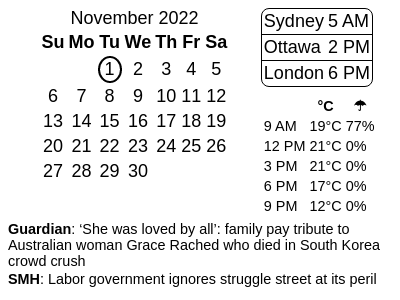 November 2022
Su Mo Tu We Th Fr Sa
1 2 3 4 5
6 7 8 9 10 11 12
13 14 15 16 17 18 19
20 21 22 23 24 25 26
27 28 29 30
Sydney 5 AM
Ottawa 2 PM
London 6 PM
°C ☂
9 AM 19°C 77%
12 PM 21°C 0%
3 PM 21°C 0%
6 PM 17°C 0%
9 PM 12°C 0%
Guardian: ‘She was loved by all’: family pay tribute to
Australian woman Grace Rached who died in South Korea
crowd crush
SMH: Labor government ignores struggle street at its peril